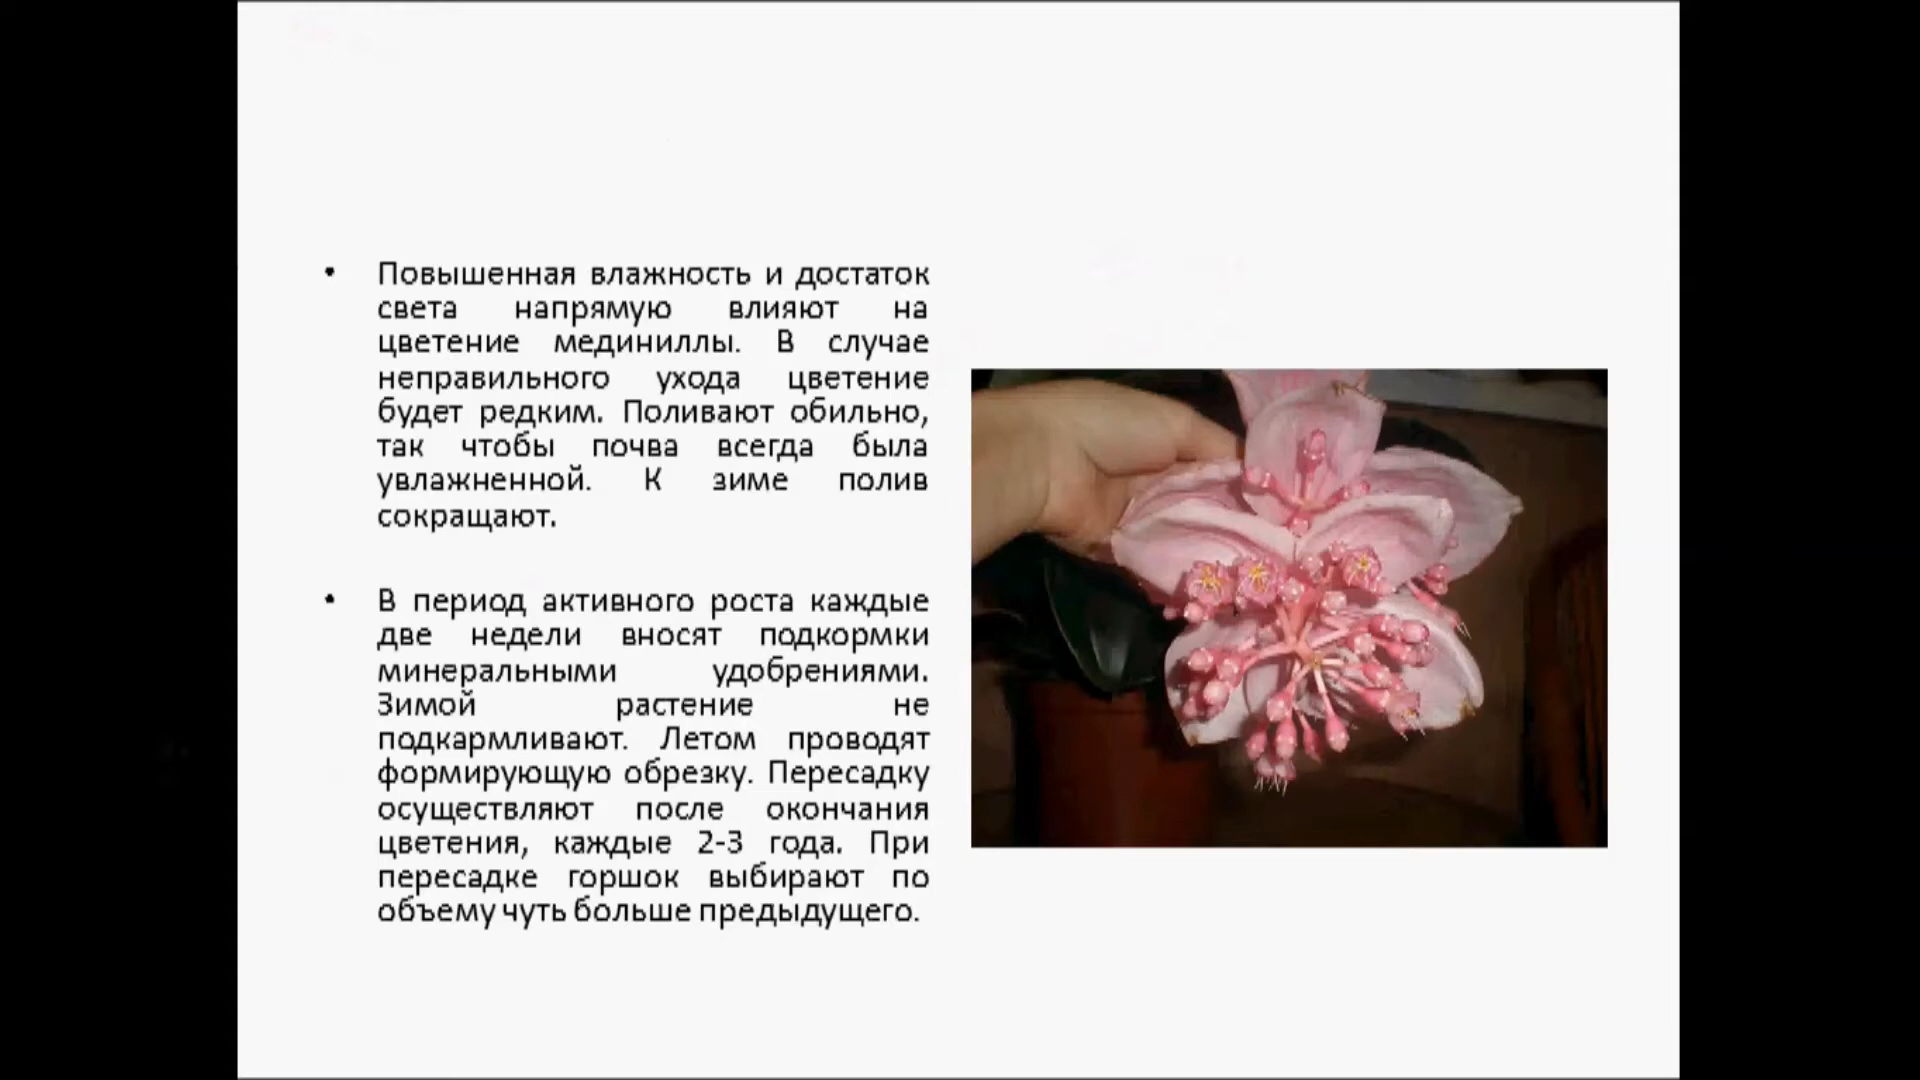 • Повышенная влажность и достаток
света напрямую влияют на
цветение мединиллы. В случае
неправильного ухода цветение
будет редким. Поливают обильно,
так чтобы почва всегда была
увлажненной. К зиме полив
сокращают.
• В период активного роста каждые
две недели вносят подкормки
минеральными удобрениями.
Зимой растение не
подкармливают. Летом проводят
формирующую обрезку. Пересадку
осуществляют после окончания
цветения, каждые 2-3 года. При
пересадке горшок выбирают по
объему чуть больше предыдущего.